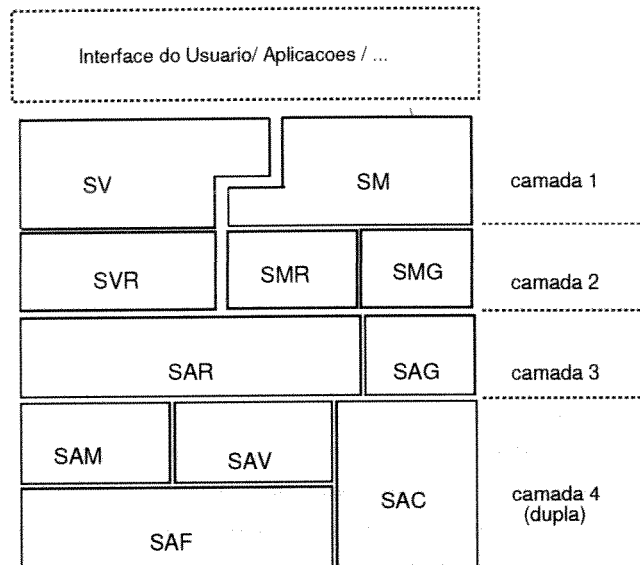 Interface do Usuario/ Aplicacoes / ...
SV
SM
camada 1
SVR
SMR
SMG
camada 2
SAR
SAG
camada 3
SAM
SAV
SAC
camada 4
(dupla)
SAF